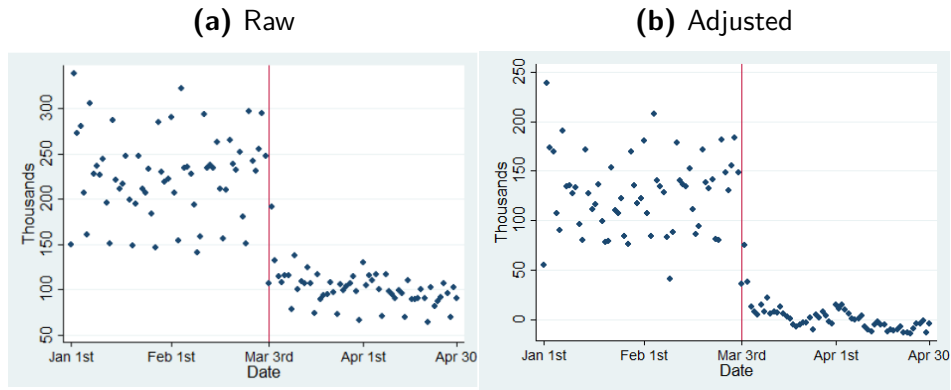 (a) Raw
Thousands
300
250
200
150
100
50
Jan 1st Feb 1st Mar 3rd Apr 1st Apr 30
Date
(b) Adjusted
Thousands
250
200
150
100
50
0
Jan 1st Feb 1st Mar 3rd Apr 1st Apr 30
Date